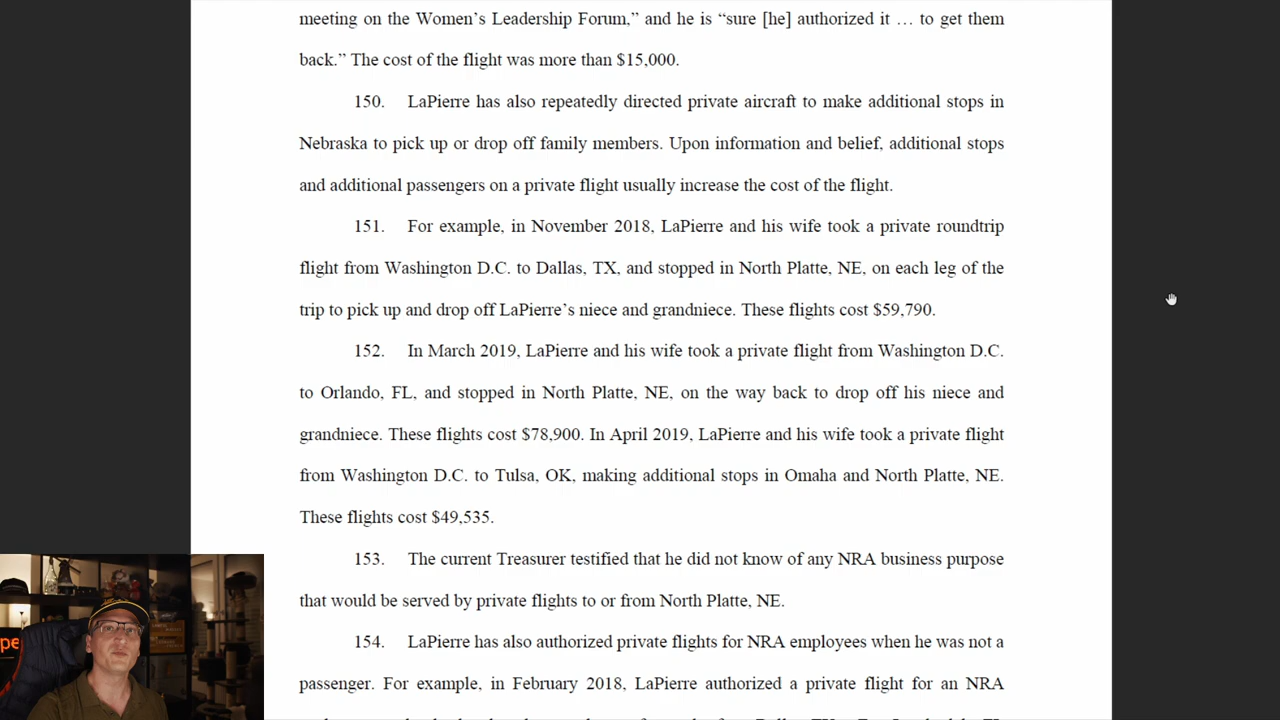 meeting on the Women’s Leadership Forum,” and he is “sure [he] authorized it … to get them
back.” The cost of the flight was more than $15,000.
150. LaPierre has also repeatedly directed private aircraft to make additional stops in
Nebraska to pick up or drop off family members. Upon information and belief, additional stops
and additional passengers on a private flight usually increase the cost of the flight.
151. For example, in November 2018, LaPierre and his wife took a private roundtrip
flight from Washington D.C. to Dallas, TX, and stopped in North Platte, NE, on each leg of the
trip to pick up and drop off LaPierre’s niece and grandniece. These flights cost $59,790.
152. In March 2019, LaPierre and his wife took a private flight from Washington D.C.
to Orlando, FL, and stopped in North Platte, NE, on the way back to drop off his niece and
grandniece. These flights cost $78,900. In April 2019, LaPierre and his wife took a private flight
from Washington D.C. to Tulsa, OK, making additional stops in Omaha and North Platte, NE.
These flights cost $49,535.
153. The current Treasurer testified that he did not know of any NRA business purpose
that would be served by private flights to or from North Platte, NE.
154. LaPierre has also authorized private flights for NRA employees when he was not a
passenger. For example, in February 2018, LaPierre authorized a private flight for an NRA